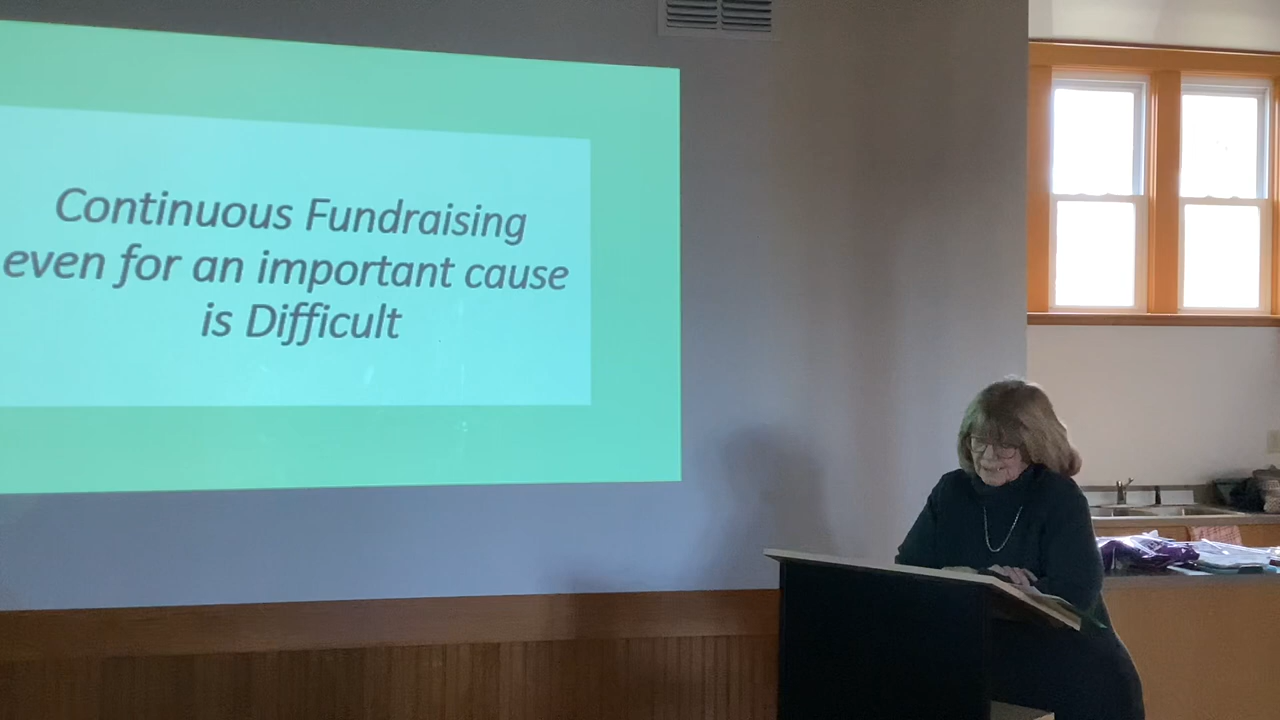 Continuous Fundraising
even for an important cause
is Difficult